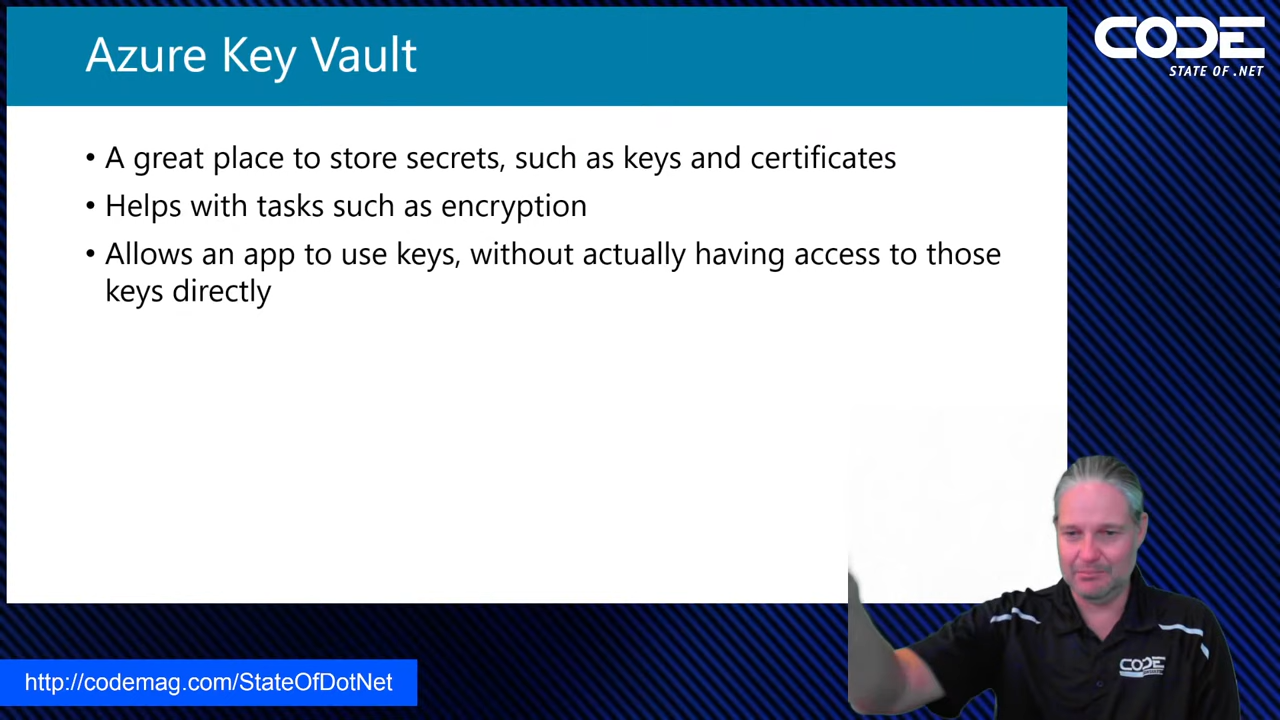 Azure Key Vault
CODE
STATE OF .NET
• A great place to store secrets, such as keys and certificates
• Helps with tasks such as encryption
• Allows an app to use keys, without actually having access to those
keys directly
CODE
http://codemag.com/StateOfDotNet